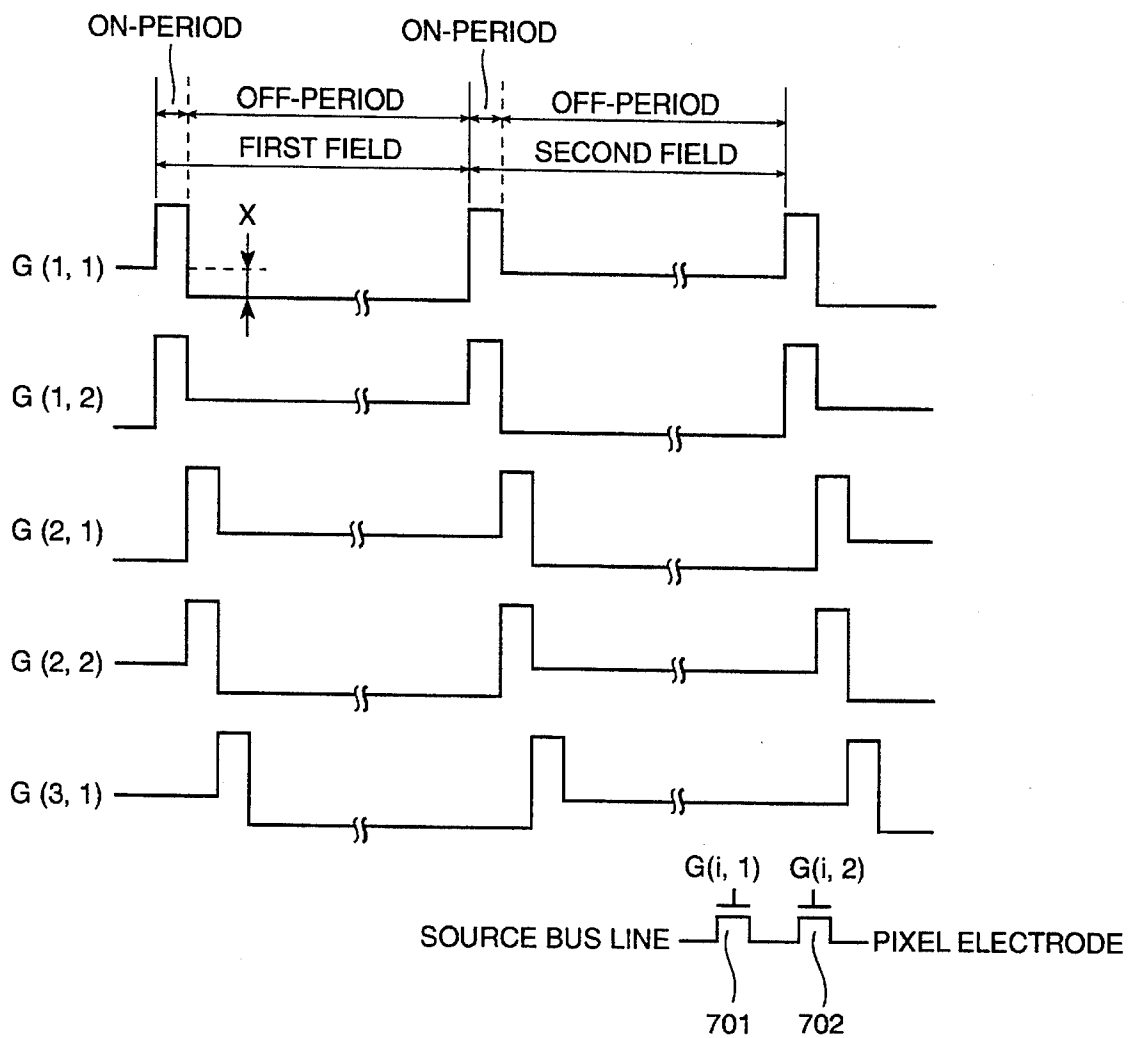 ON-PERIOD ON-PERIOD
OFF-PERIOD OFF-PERIOD
FIRST FIELD SECOND FIELD
X
G (1, 1)
G (1, 2)
G (2, 1)
G (2, 2)
G (3, 1)
G(i, 1) G(i, 2)
SOURCE BUS LINE PIXEL ELECTRODE
701 702